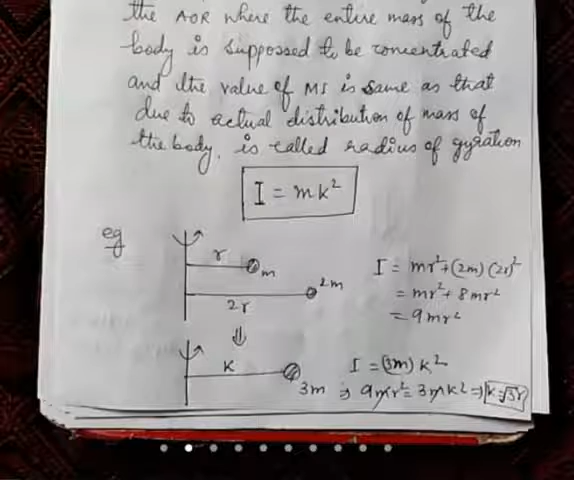 the AOR where the entire mass of the
body is suppossed to be concentrated
and the value of MI is same as that
due to actual distribution of mass of
the body, is called radius of gyration
I = mk²
eg
r
m
2m
2r
I = mr²+(2m)(2r)²
= mr²+8mr²
= 9mr²
⇓
K
3m
I = (3m) k²
⇒ 9mr² = 3mk² ⇒ K=√3r